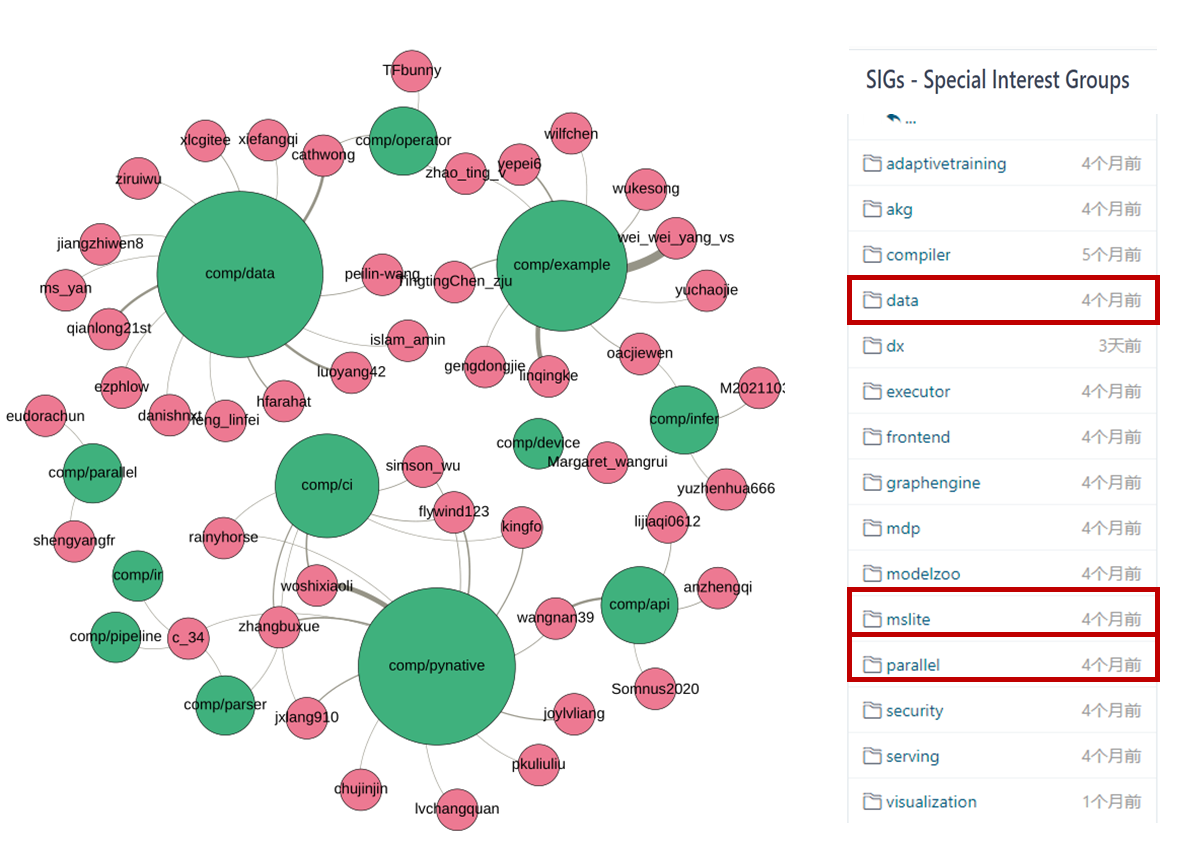 TFbunny
comp/operator
xlcgitee
xiefangqi
cathwong
wilfchen
yepei6
zhao_ting_v
ziruiwu
wukesong
jiangzhiwen8
wei_wei_yang_vs
comp/data
comp/example
peilin-wang
TingtingChen_zju
ms_yan
yuchaojie
qianlong21st
islam_amin
oacjiewen
gengdongjie
linqingke
luoyang42
ezphlow
M202110
hfarahat
eudorachun
danishnxt
feng_linfei
comp/infer
comp/device
Margaret_wangrui
comp/parallel
simson_wu
comp/ci
yuzhenhua666
flywind123
kingfo
lijiaqi0612
rainyhorse
shengyangfr
comp/ir
woshixiaoli
anzhengqi
comp/api
wangnan39
zhangbuxue
comp/pipeline
c_34
comp/pynative
Somnus2020
comp/parser
jxlang910
joylvliang
pkuliuliu
chujinjin
lvchangquan
SIGs - Special Interest Groups
...
adaptivetraining 4个月前
akg 4个月前
compiler 5个月前
data 4个月前
dx 3天前
executor 4个月前
frontend 4个月前
graphengine 4个月前
mdp 4个月前
modelzoo 4个月前
mslite 4个月前
parallel 4个月前
security 4个月前
serving 4个月前
visualization 1个月前